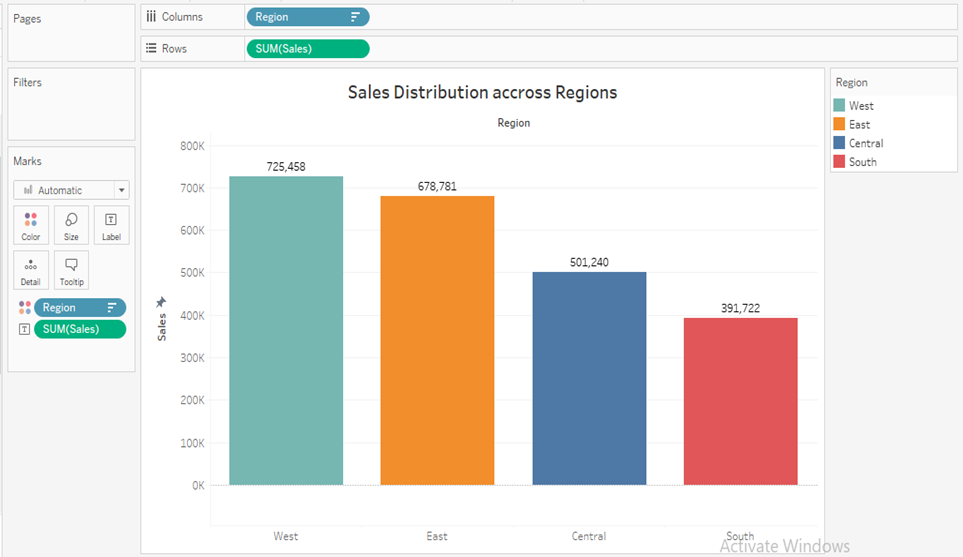 Pages
Columns
Region
Rows
SUM(Sales)
Filters
Marks
Automatic
Color
Size
Label
Detail
Tooltip
Region
SUM(Sales)
Sales Distribution accross Regions
Region
800K
700K
600K
500K
400K
300K
200K
100K
0K
Sales
725,458
678,781
501,240
391,722
West
East
Central
South
Region
West
East
Central
South
Activate Windows